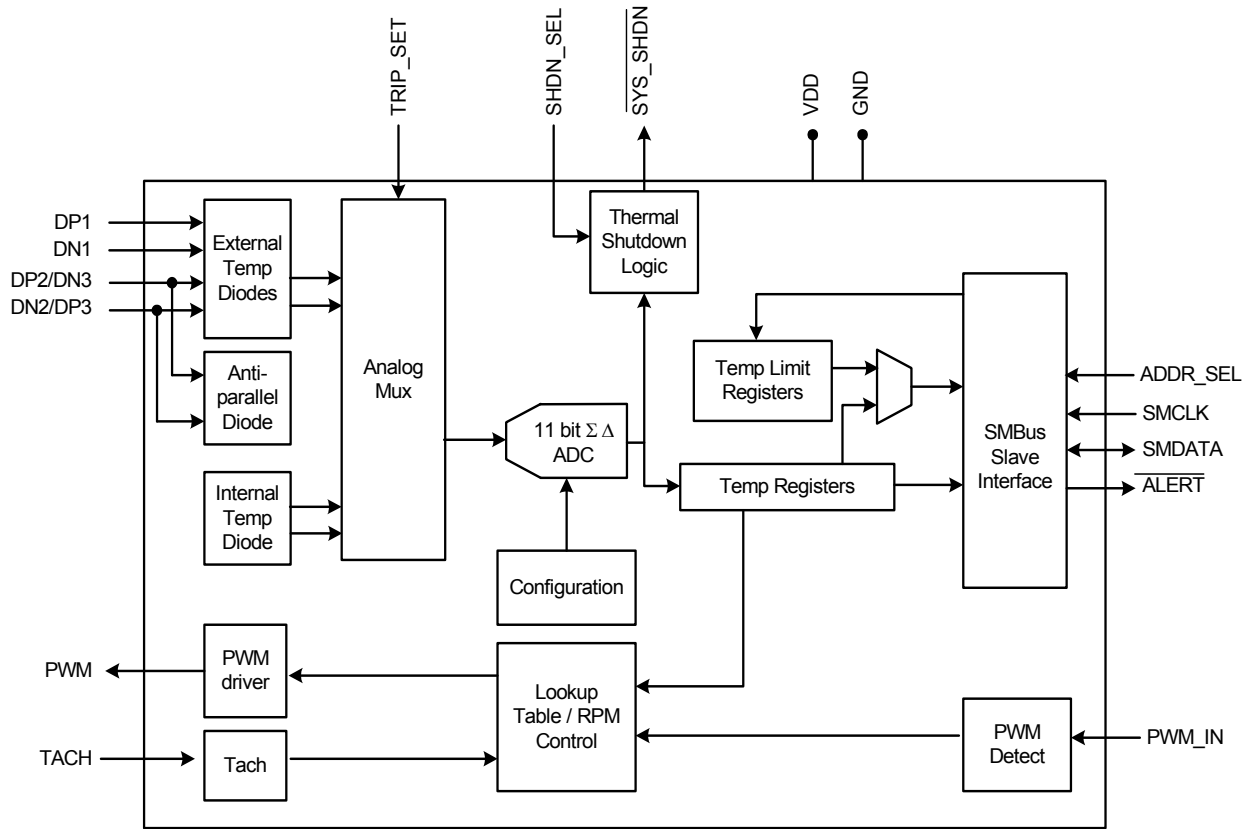 TRIP_SET
SHDN_SEL
SYS_SHDN
VDD
GND
DP1
DN1
DP2/DN3
DN2/DP3
External
Temp
Diodes
Anti-
parallel
Diode
Internal
Temp
Diode
Analog
Mux
Thermal
Shutdown
Logic
11 bit Σ Δ
ADC
Configuration
Temp Limit
Registers
Temp Registers
SMBus
Slave
Interface
ADDR_SEL
SMCLK
SMDATA
ALERT
PWM
PWM
driver
Lookup
Table / RPM
Control
TACH
Tach
PWM
Detect
PWM_IN